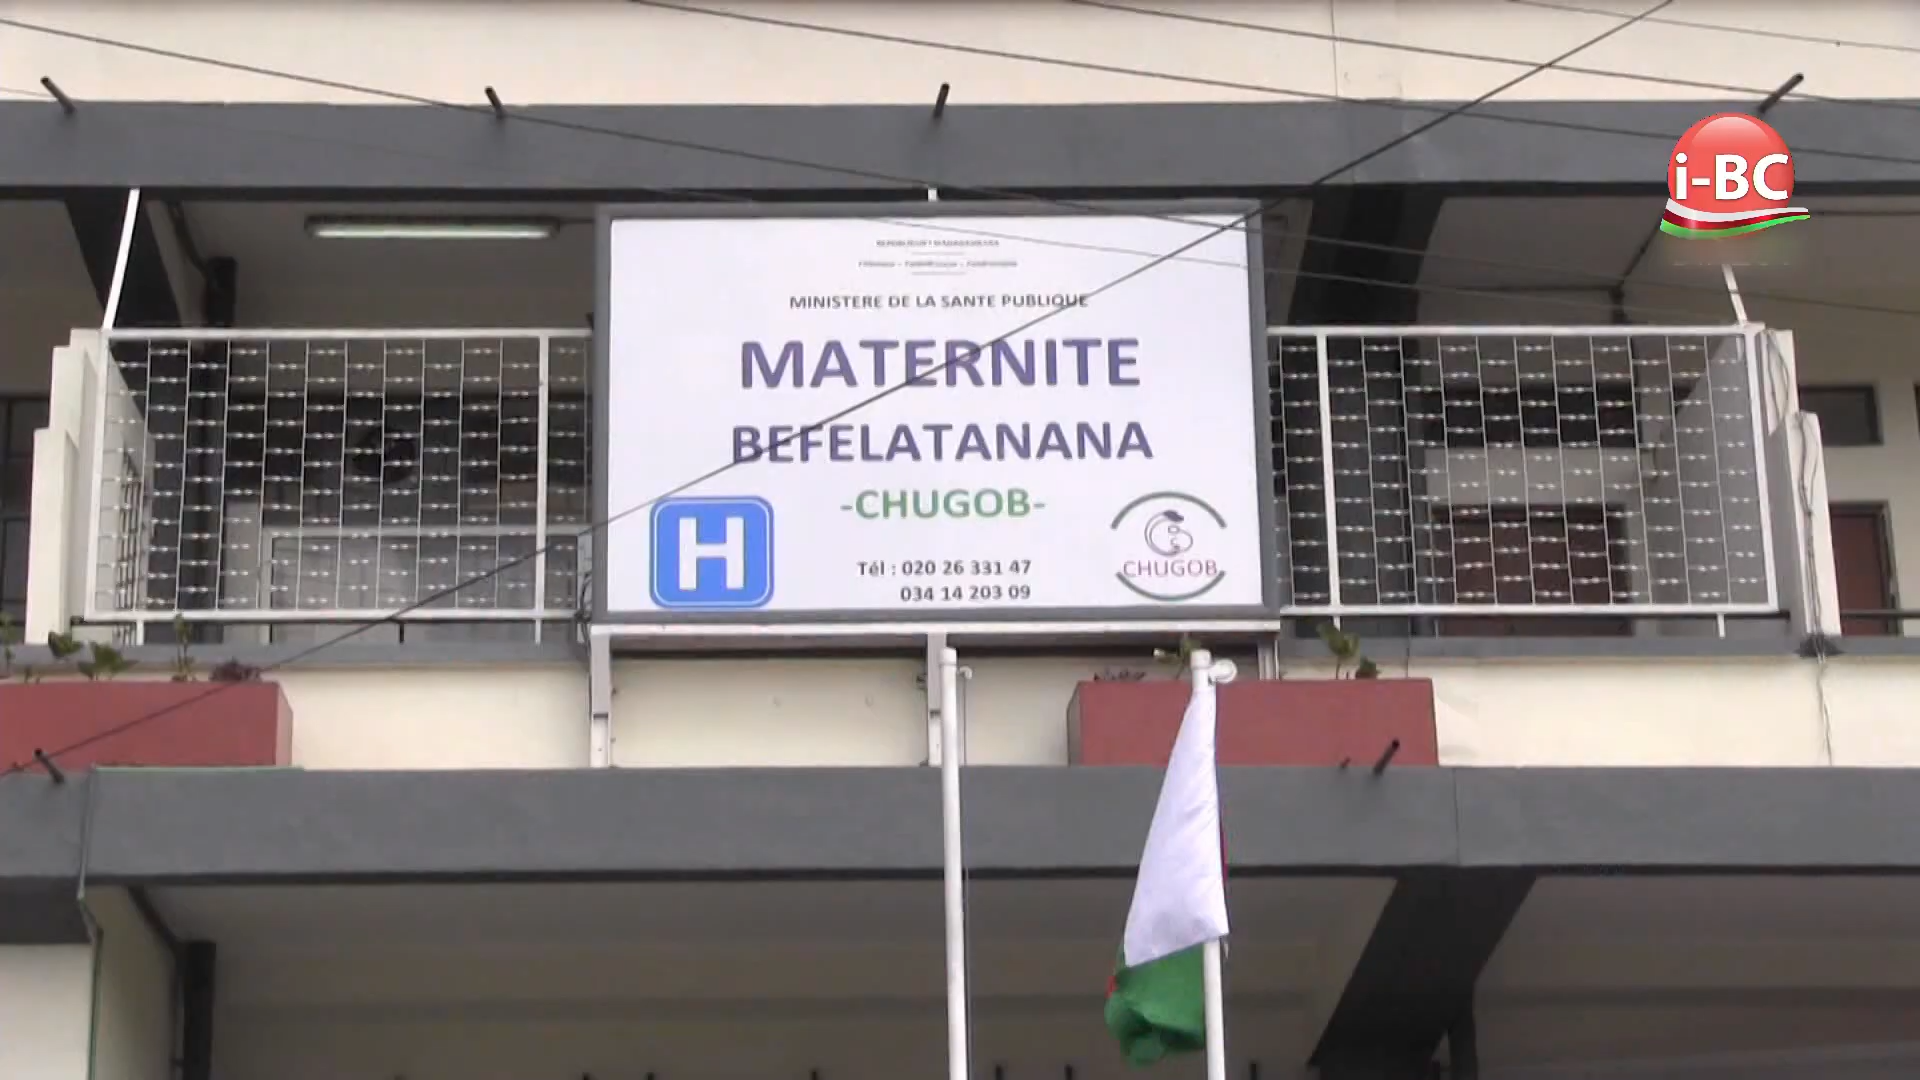 i-BC
MINISTERE DE LA SANTE PUBLIQUE
MATERNITE
BEFELATANANA
-CHUGOB-
H
Tél : 020 26 331 47
034 14 203 09
CHUGOB